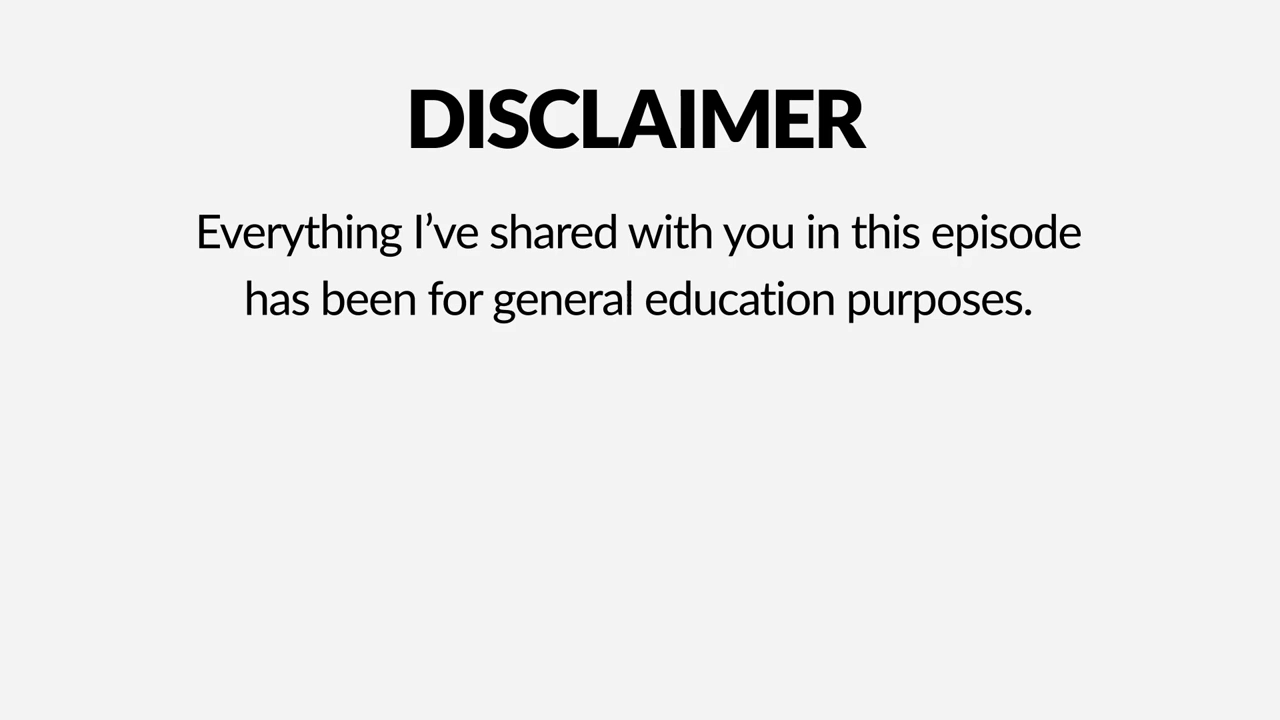 DISCLAIMER
Everything I’ve shared with you in this episode
has been for general education purposes.